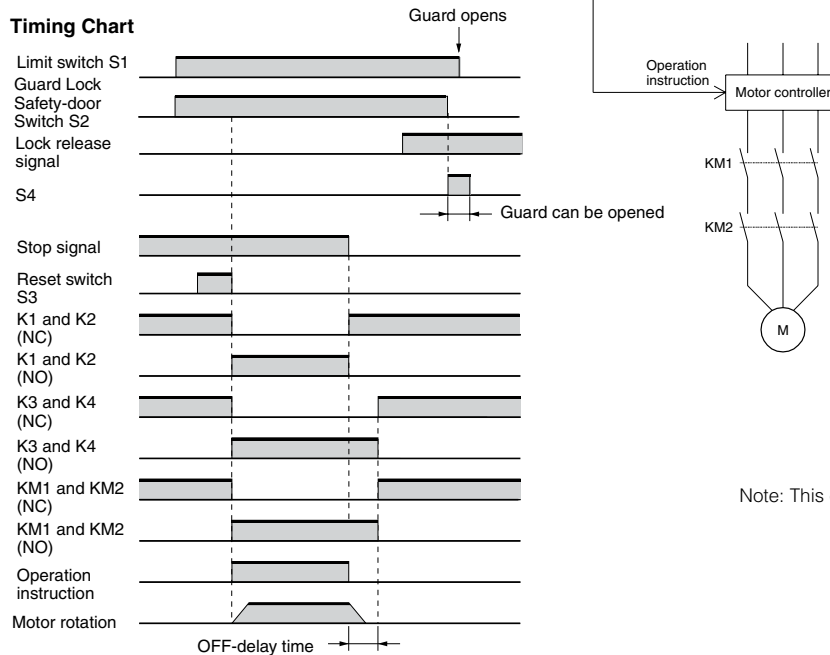 Timing Chart
Guard opens
Limit switch S1
Guard Lock
Safety-door
Switch S2
Lock release
signal
S4
Guard can be opened
Stop signal
Reset switch
S3
K1 and K2
(NC)
K1 and K2
(NO)
K3 and K4
(NC)
K3 and K4
(NO)
KM1 and KM2
(NC)
KM1 and KM2
(NO)
Operation
instruction
Motor rotation
OFF-delay time
Operation
instruction
Motor controller
KM1
KM2
M
Note: This